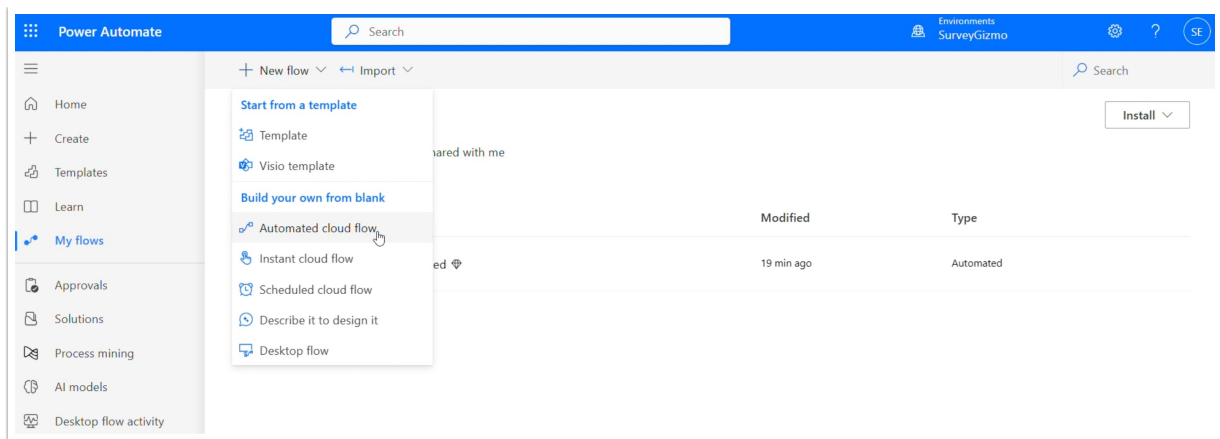 Power Automate
Search
Environments
SurveyGizmo
?
SE
New flow
Import
Search
Home
Create
Templates
Learn
My flows
Approvals
Solutions
Process mining
AI models
Desktop flow activity
Start from a template
Template
Visio template
Build your own from blank
Automated cloud flow
Instant cloud flow
Scheduled cloud flow
Describe it to design it
Desktop flow
Install
with me
Modified
Type
19 min ago
Automated